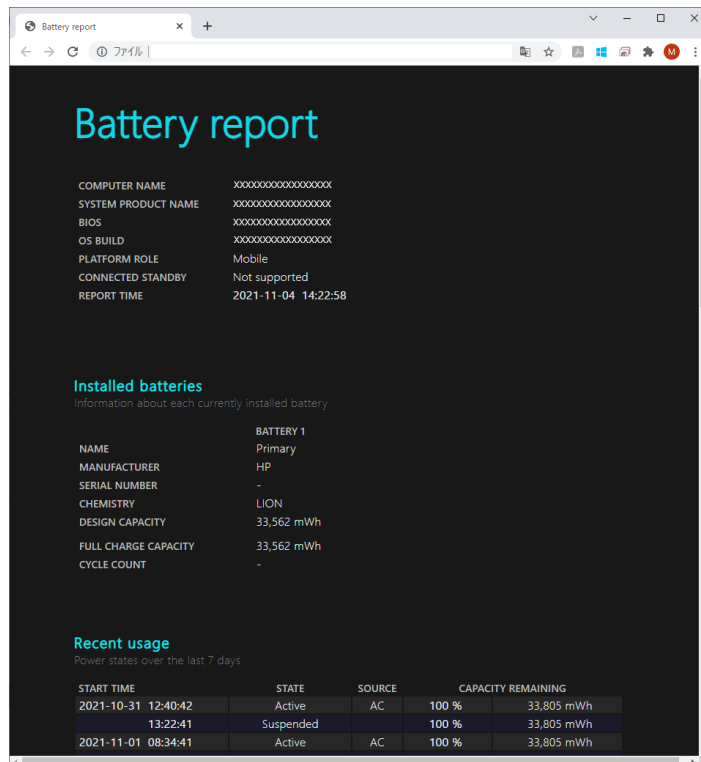 Battery report
ファイル
M
Battery report
COMPUTER NAME XXXXXXXXXXXXXXXXX
SYSTEM PRODUCT NAME XXXXXXXXXXXXXXXXX
BIOS XXXXXXXXXXXXXXXXX
OS BUILD XXXXXXXXXXXXXXXXX
PLATFORM ROLE Mobile
CONNECTED STANDBY Not supported
REPORT TIME 2021-11-04 14:22:58
Installed batteries
Information about each currently installed battery
BATTERY 1
NAME Primary
MANUFACTURER HP
SERIAL NUMBER -
CHEMISTRY LION
DESIGN CAPACITY 33,562 mWh
FULL CHARGE CAPACITY 33,562 mWh
CYCLE COUNT -
Recent usage
Power states over the last 7 days
START TIME STATE SOURCE CAPACITY REMAINING
2021-10-31 12:40:42 Active AC 100 % 33,805 mWh
13:22:41 Suspended 100 % 33,805 mWh
2021-11-01 08:34:41 Active AC 100 % 33,805 mWh